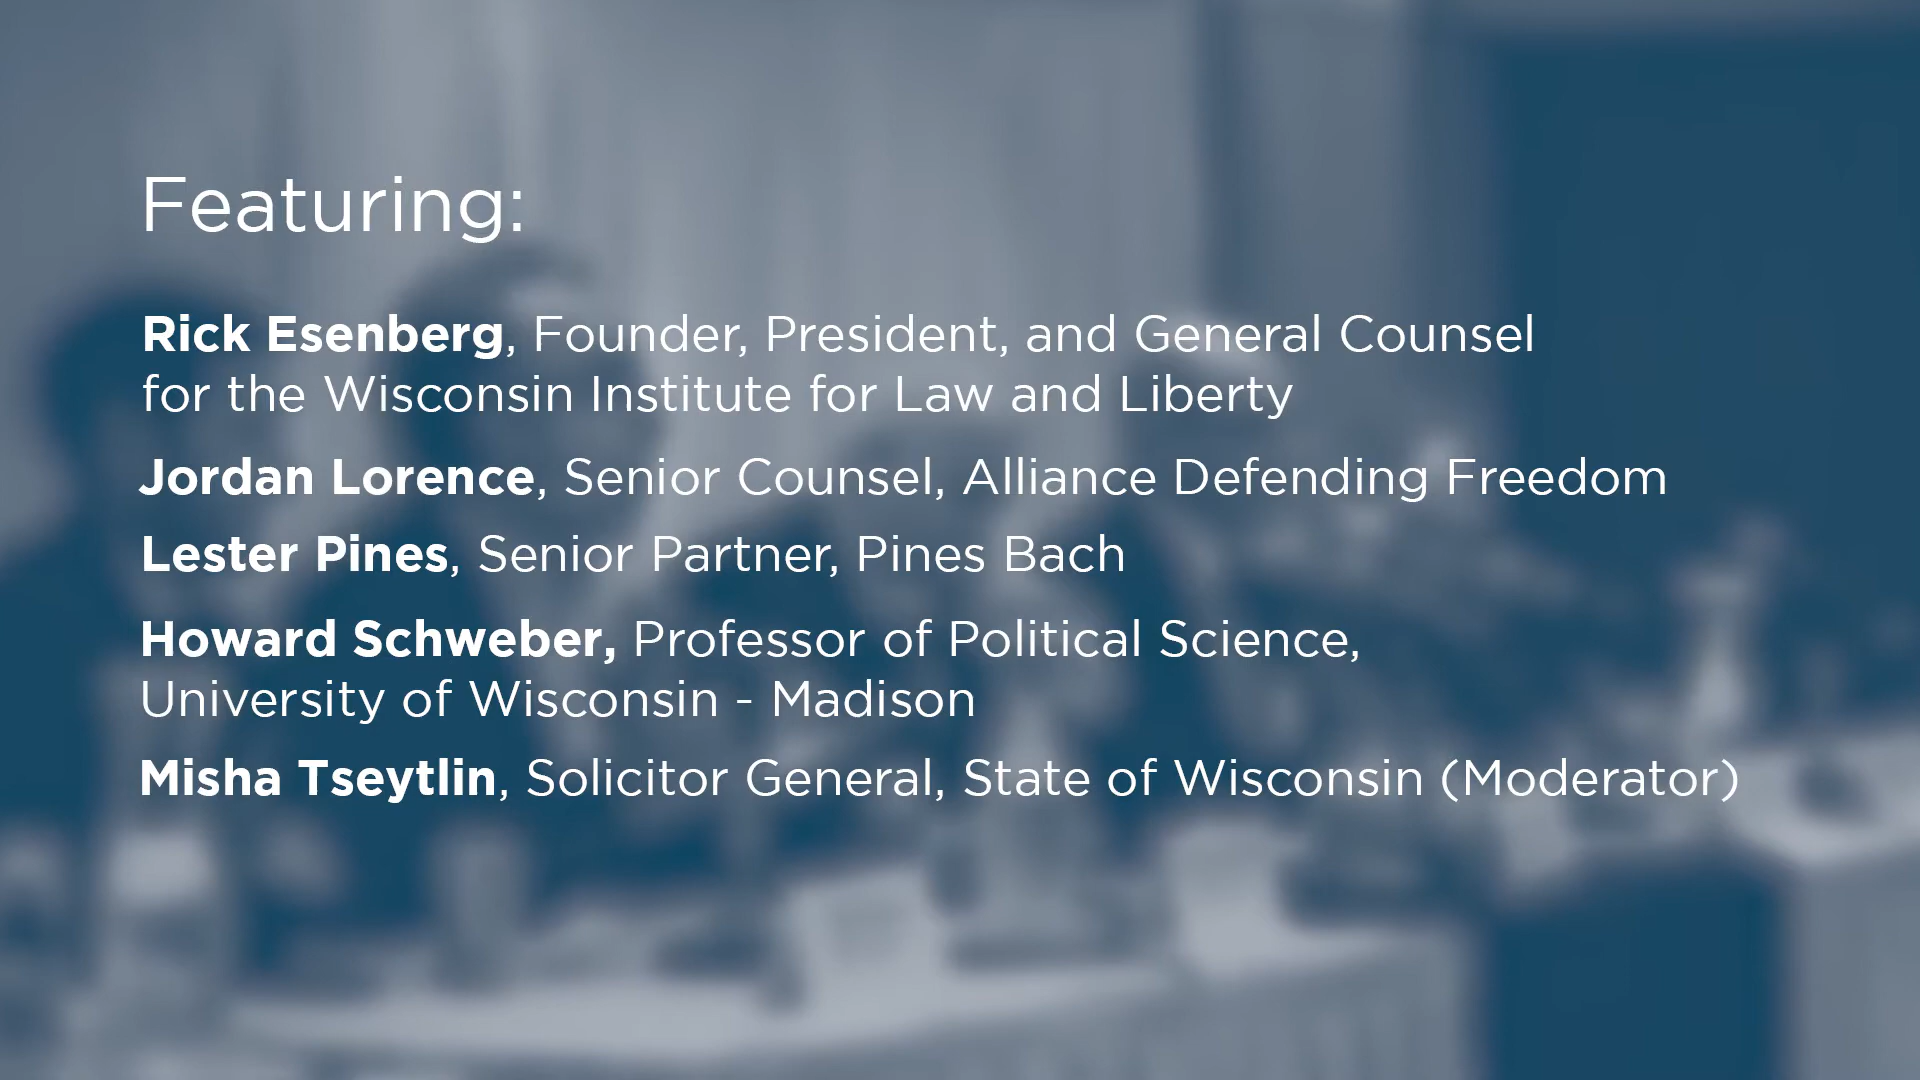 Featuring:
Rick Esenberg, Founder, President, and General Counsel
for the Wisconsin Institute for Law and Liberty
Jordan Lorence, Senior Counsel, Alliance Defending Freedom
Lester Pines, Senior Partner, Pines Bach
Howard Schweber, Professor of Political Science,
University of Wisconsin - Madison
Misha Tseytlin, Solicitor General, State of Wisconsin (Moderator)